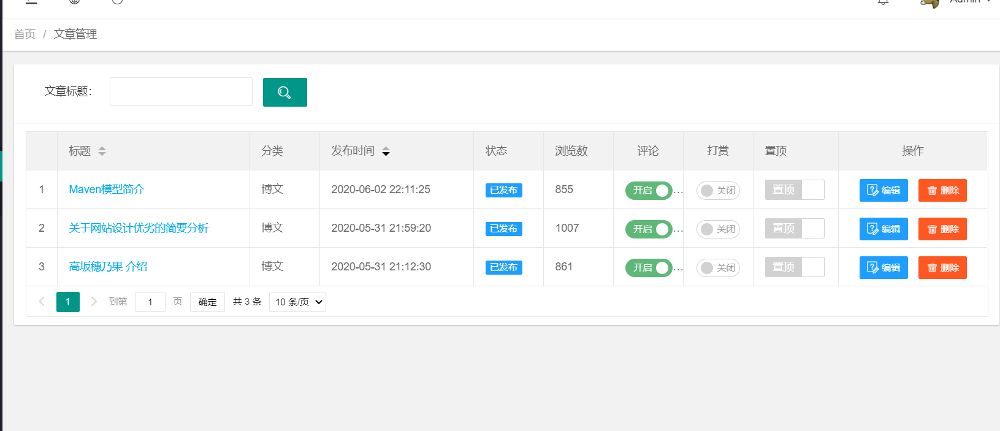 Admin
首页 / 文章管理
文章标题：
标题 分类 发布时间 状态 浏览数 评论 打赏 置顶 操作
1 Maven模型简介 博文 2020-06-02 22:11:25 已发布 855 开启 ... 关闭 置顶 编辑 删除
2 关于网站设计优劣的简要分析 博文 2020-05-31 21:59:20 已发布 1007 开启 ... 关闭 置顶 编辑 删除
3 高坂穗乃果 介绍 博文 2020-05-31 21:12:30 已发布 861 开启 ... 关闭 置顶 编辑 删除
1 到第 1 页 确定 共 3 条 10 条/页